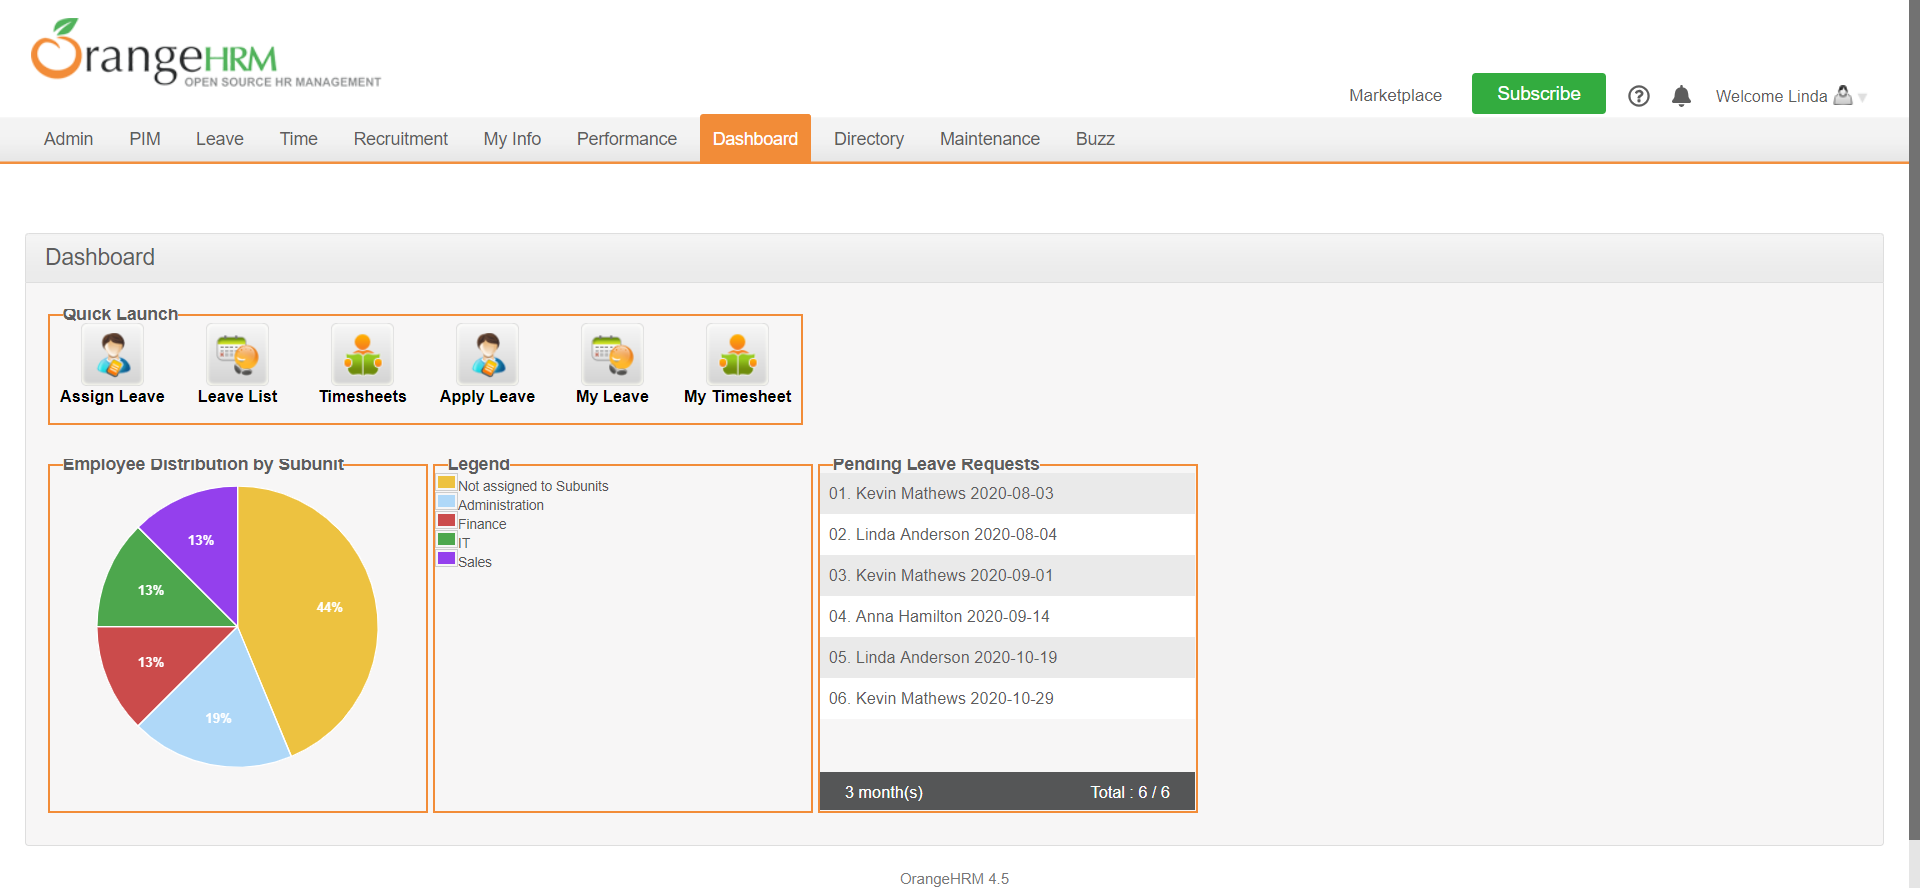 OrangeHRM
OPEN SOURCE HR MANAGEMENT
Marketplace Subscribe Welcome Linda
Admin PIM Leave Time Recruitment My Info Performance Dashboard Directory Maintenance Buzz
Dashboard
Quick Launch
Assign Leave Leave List Timesheets Apply Leave My Leave My Timesheet
Employee Distribution by Subunit
13%
44%
13%
13%
19%
Legend
Not assigned to Subunits
Administration
Finance
IT
Sales
Pending Leave Requests
01. Kevin Mathews 2020-08-03
02. Linda Anderson 2020-08-04
03. Kevin Mathews 2020-09-01
04. Anna Hamilton 2020-09-14
05. Linda Anderson 2020-10-19
06. Kevin Mathews 2020-10-29
3 month(s) Total : 6 / 6
OrangeHRM 4.5